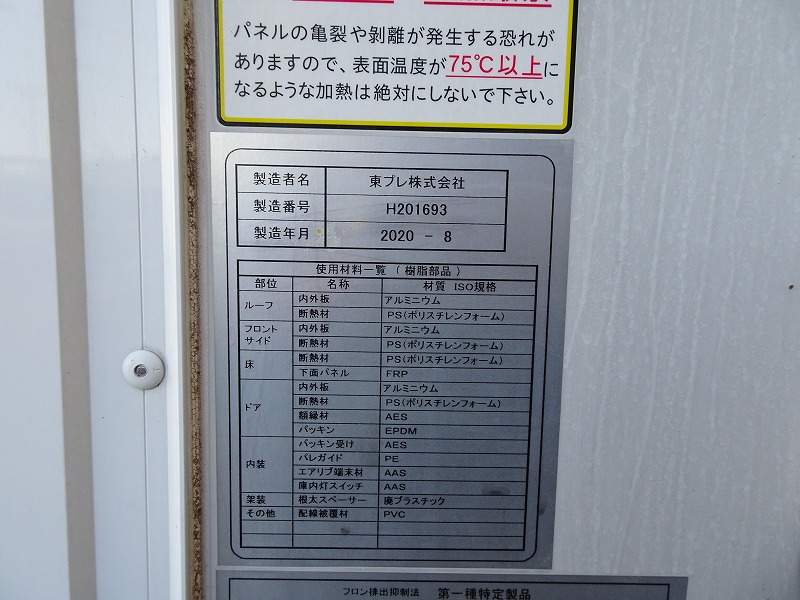 パネルの亀裂や剥離が発生する恐れが
ありますので、表面温度が75℃以上に
なるような加熱は絶対にしないで下さい。
製造者名 東プレ株式会社
製造番号 H201693
製造年月 2020 - 8
使用材料一覧 ( 樹脂部品 )
部位 名称 材質 ISO規格
ルーフ 内外板 アルミニウム
断熱材 PS(ポリスチレンフォーム)
フロント サイド 内外板 アルミニウム
断熱材 PS(ポリスチレンフォーム)
床 断熱材 PS(ポリスチレンフォーム)
下面パネル FRP
ドア 内外板 アルミニウム
断熱材 PS(ポリスチレンフォーム)
額縁材 AES
パッキン EPDM
内装 パッキン受け AES
パレガイド PE
エアリブ端末材 AAS
庫内灯スイッチ AAS
架装 根太スペーサー 廃プラスチック
その他 配線被覆材 PVC
フロン排出抑制法 第一種特定製品